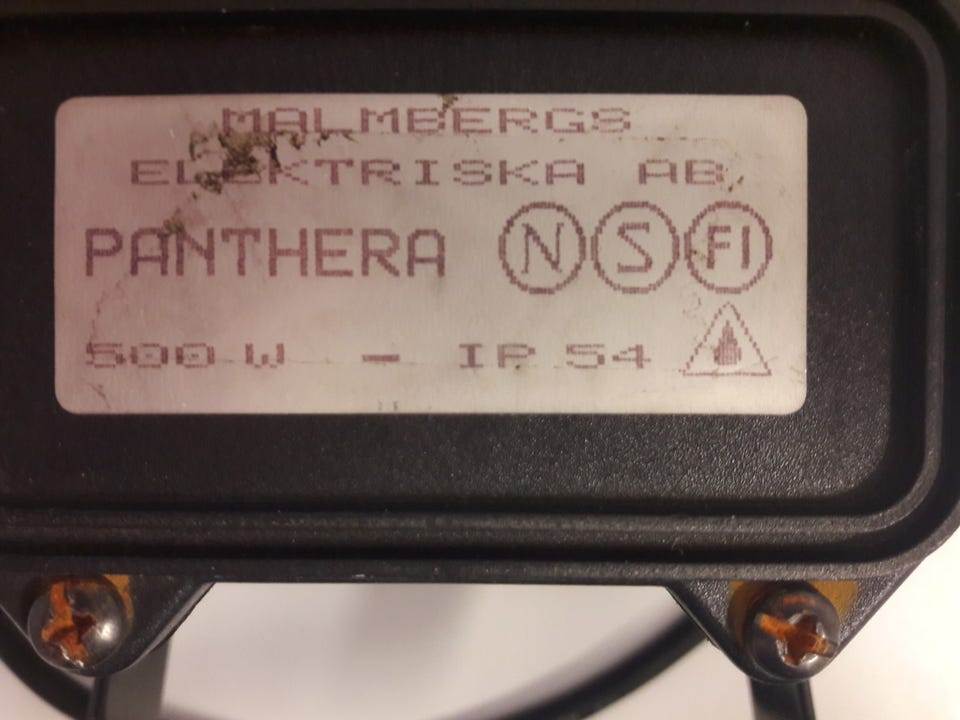 MALMBERGS
ELEKTRISKA AB
PANTHERA N S FI
500 W - IP 54